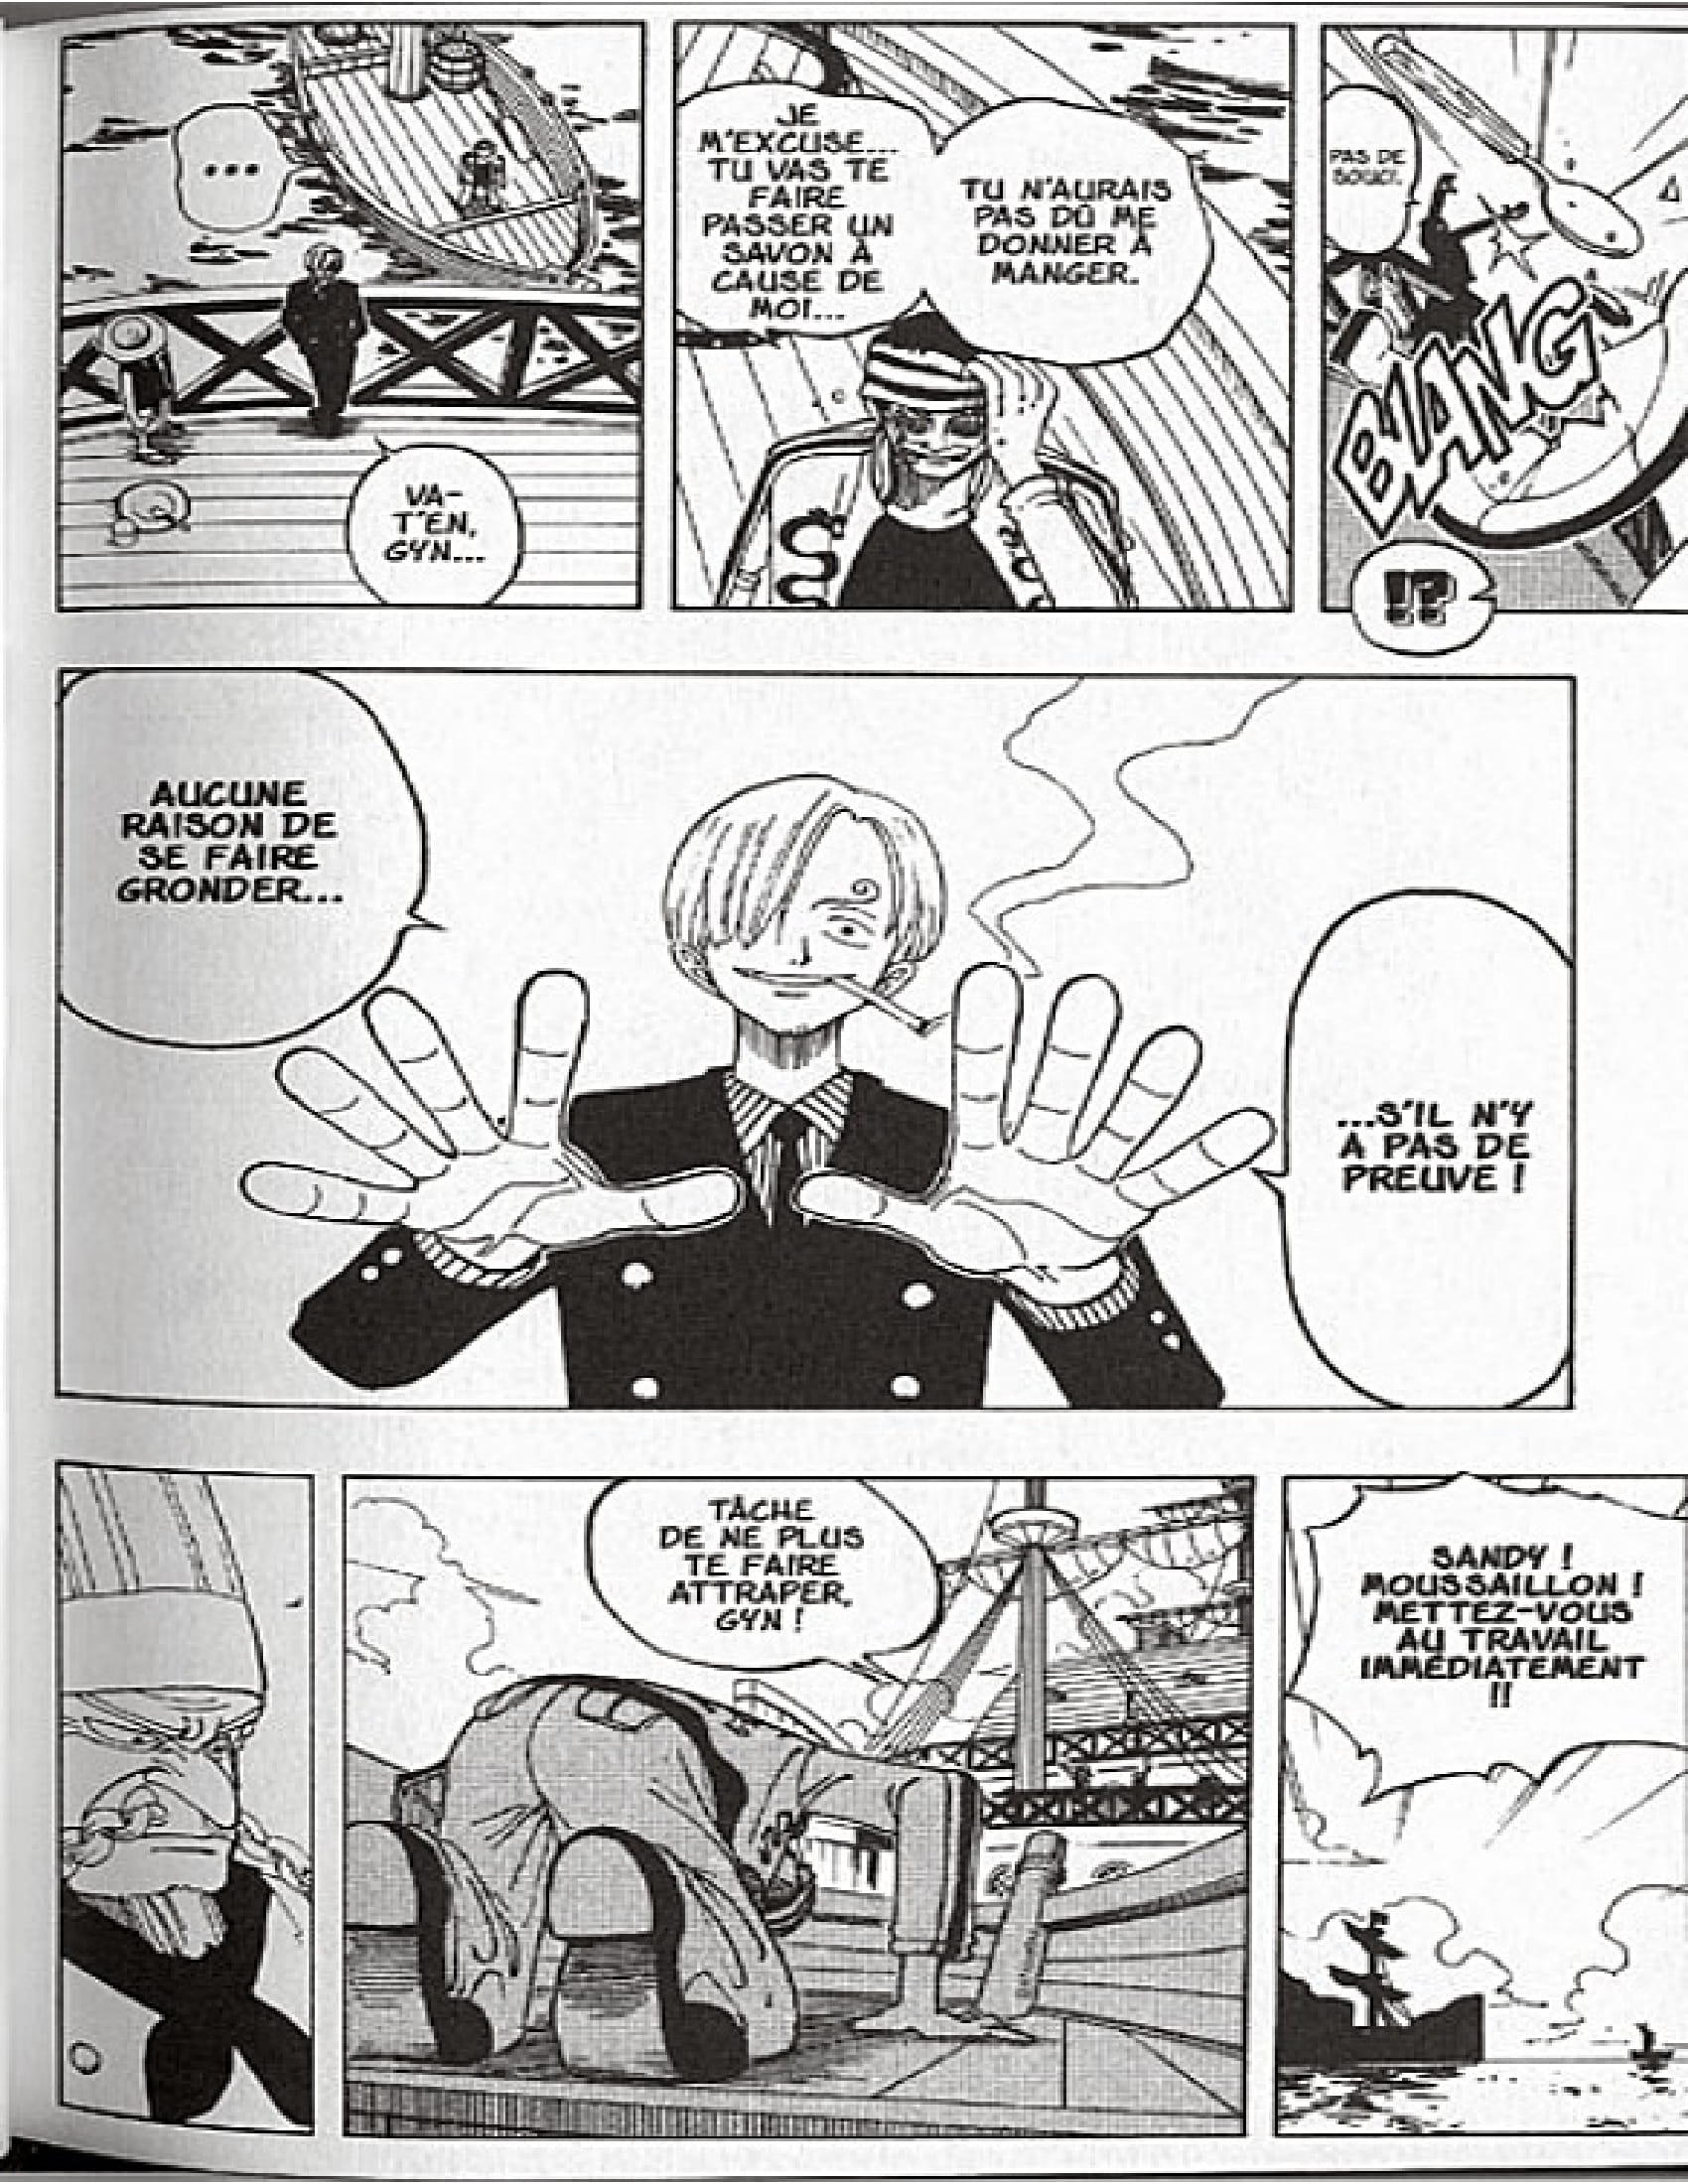 ...
VA-
T'EN,
GYN...
JE
M'EXCUSE...
TU VAS TE
FAIRE
PASSER UN
SAVON À
CAUSE DE
MOI...
TU N'AURAIS
PAS DÛ ME
DONNER À
MANGER.
PAS DE
SOUCI.
BLANG
!?
AUCUNE
RAISON DE
SE FAIRE
GRONDER...
...S'IL N'Y
A PAS DE
PREUVE !
TÂCHE
DE NE PLUS
TE FAIRE
ATTRAPER,
GYN !
SANDY !
MOUSSAILLON !
METTEZ-VOUS
AU TRAVAIL
IMMÉDIATEMENT
!!